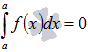 ∫ₐᵃ f(x)dx = 0